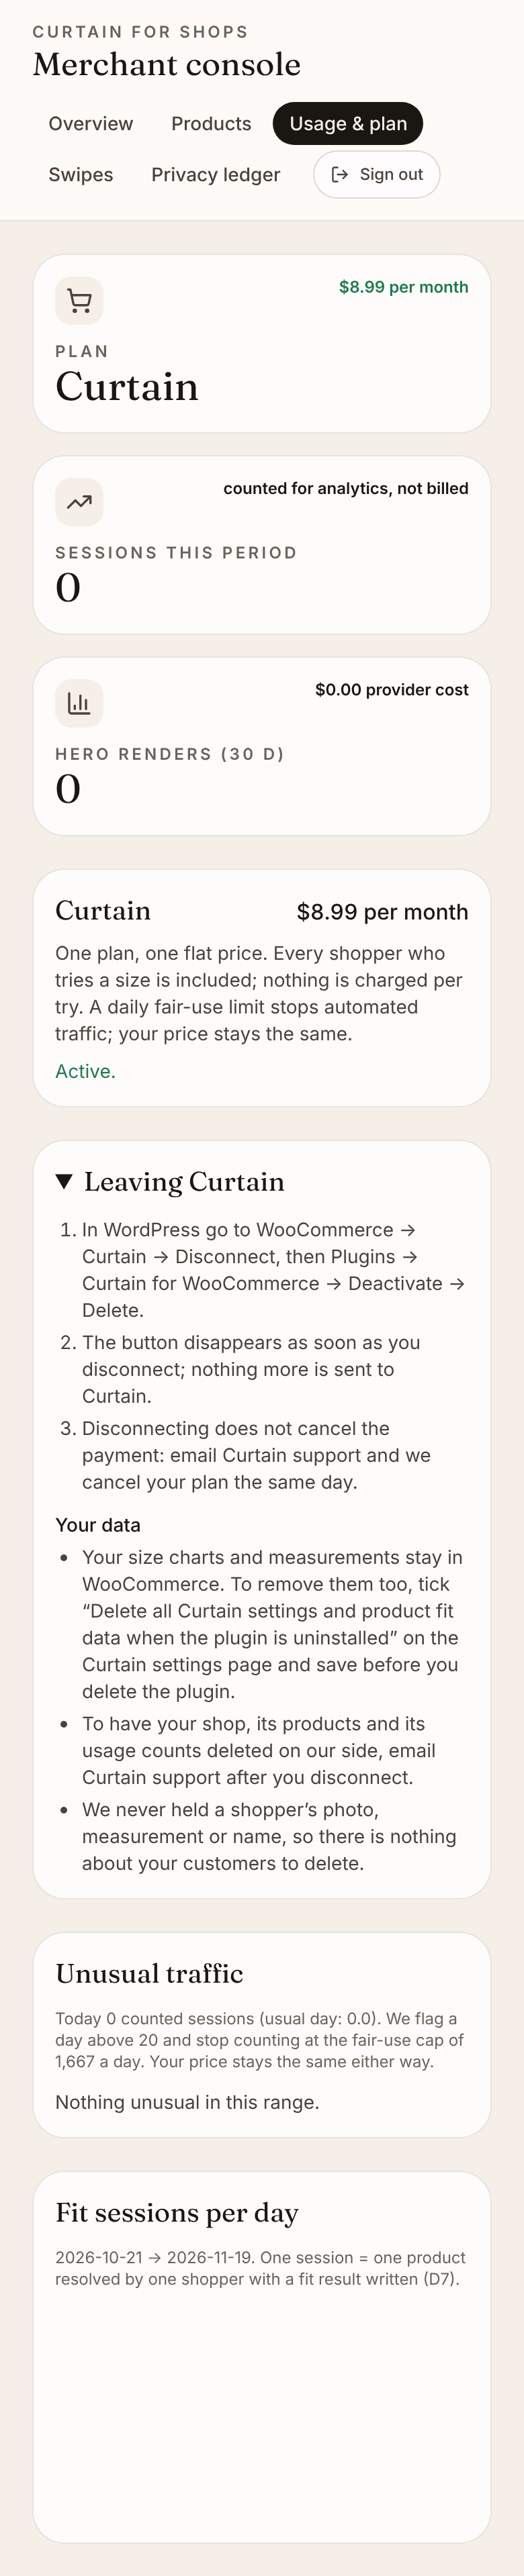 CURTAIN FOR SHOPS
Merchant console
Overview Products Usage & plan
Swipes Privacy ledger Sign out
$8.99 per month
PLAN
Curtain
counted for analytics, not billed
SESSIONS THIS PERIOD
0
$0.00 provider cost
HERO RENDERS (30 D)
0
Curtain $8.99 per month
One plan, one flat price. Every shopper who
tries a size is included; nothing is charged per
try. A daily fair-use limit stops automated
traffic; your price stays the same.
Active.
▼ Leaving Curtain
1. In WordPress go to WooCommerce →
Curtain → Disconnect, then Plugins →
Curtain for WooCommerce → Deactivate →
Delete.
2. The button disappears as soon as you
disconnect; nothing more is sent to
Curtain.
3. Disconnecting does not cancel the
payment: email Curtain support and we
cancel your plan the same day.
Your data
• Your size charts and measurements stay in
WooCommerce. To remove them too, tick
“Delete all Curtain settings and product fit
data when the plugin is uninstalled” on the
Curtain settings page and save before you
delete the plugin.
• To have your shop, its products and its
usage counts deleted on our side, email
Curtain support after you disconnect.
• We never held a shopper’s photo,
measurement or name, so there is nothing
about your customers to delete.
Unusual traffic
Today 0 counted sessions (usual day: 0.0). We flag a
day above 20 and stop counting at the fair-use cap of
1,667 a day. Your price stays the same either way.
Nothing unusual in this range.
Fit sessions per day
2026-10-21 → 2026-11-19. One session = one product
resolved by one shopper with a fit result written (D7).